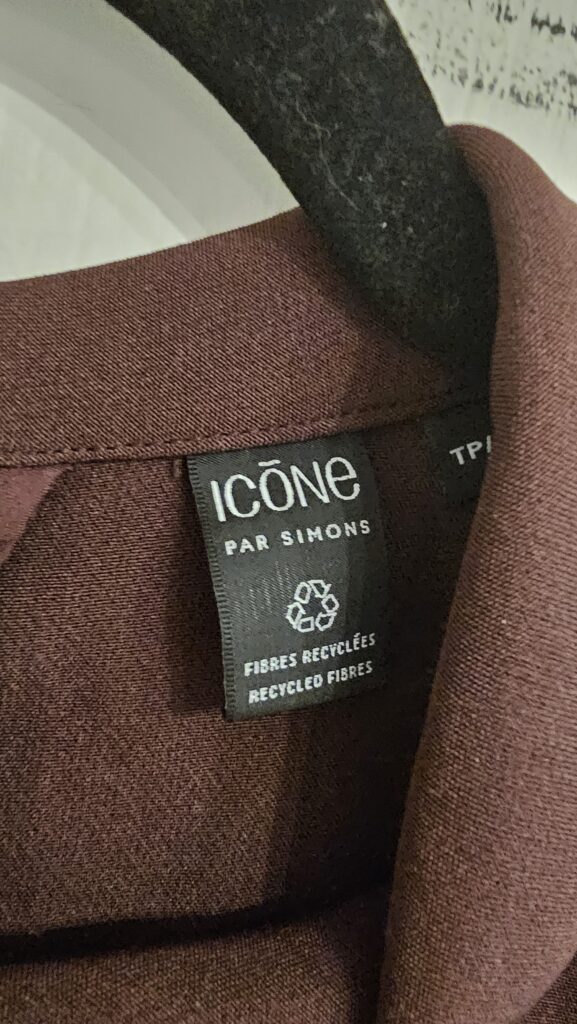 ICŌNe
PAR SIMONS
FIBRES RECYCLÉES
RECYCLED FIBRES